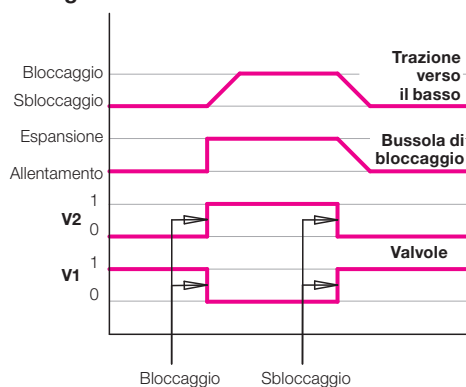 Bloccaggio
Sbloccaggio
Trazione
verso
il basso
Espansione
Allentamento
Bussola di
bloccaggio
V2
1
0
Valvole
V1
1
0
Bloccaggio
Sbloccaggio